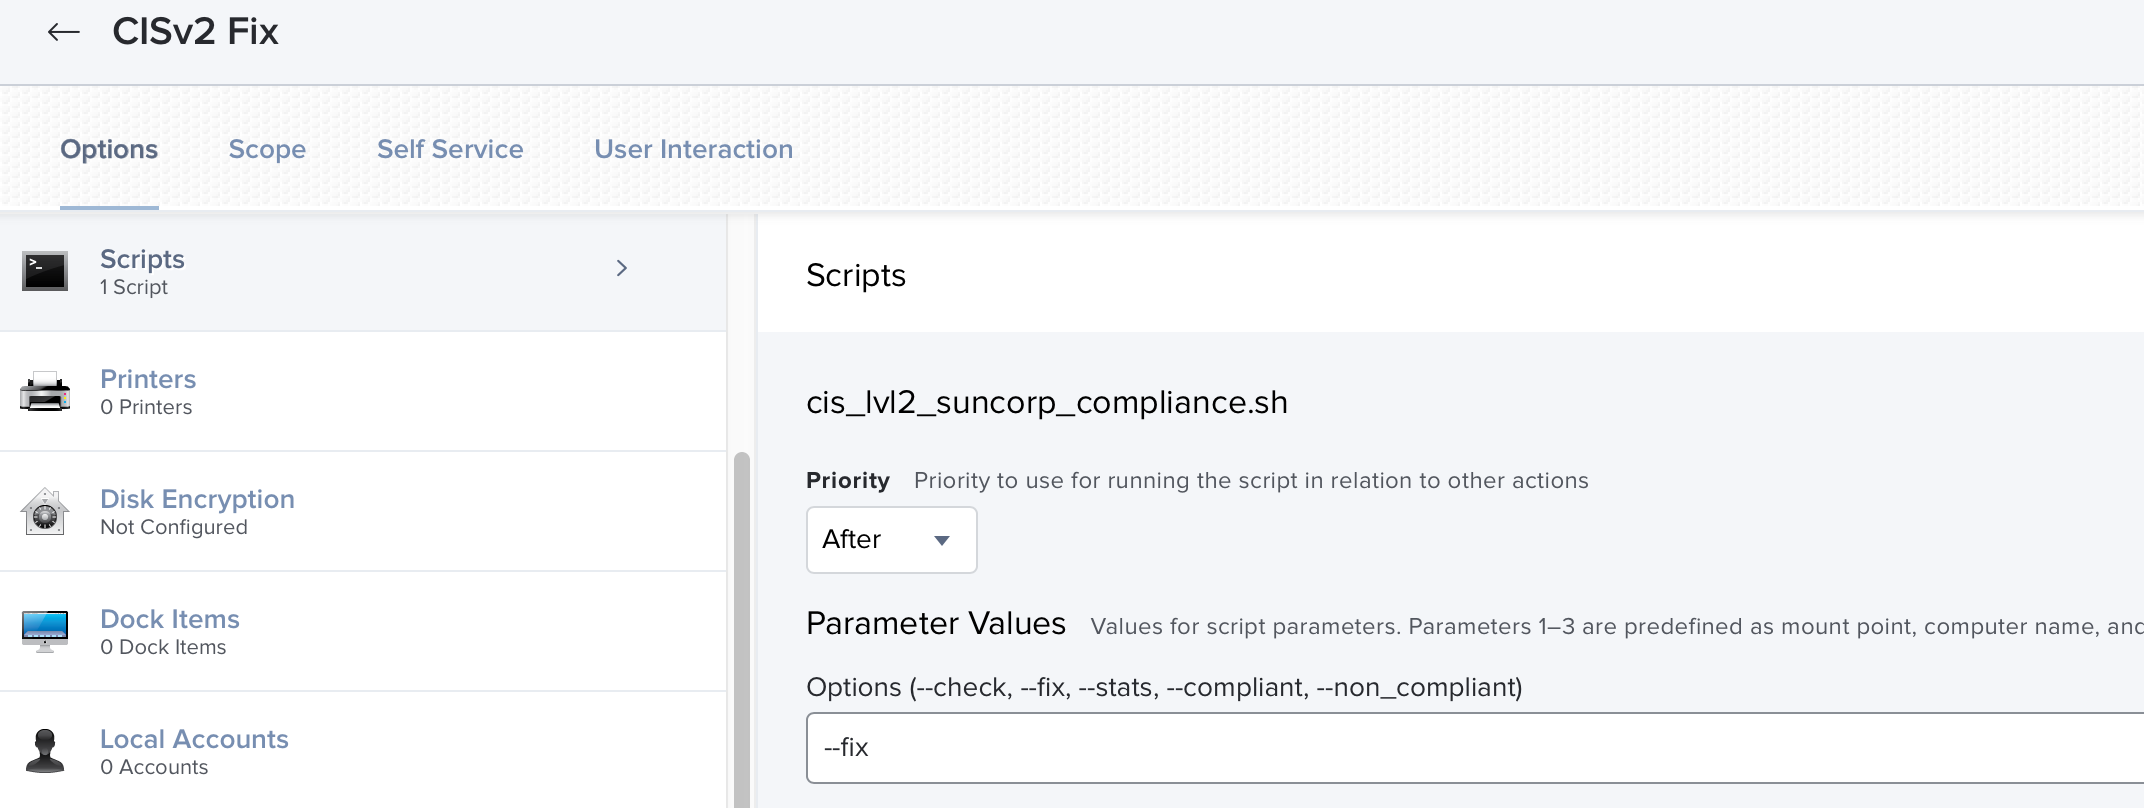 CISv2 Fix
Options Scope Self Service User Interaction
Scripts
1 Script
Printers
0 Printers
Disk Encryption
Not Configured
Dock Items
0 Dock Items
Local Accounts
0 Accounts
Scripts
cis_lvl2_suncorp_compliance.sh
Priority Priority to use for running the script in relation to other actions
After
Parameter Values Values for script parameters. Parameters 1–3 are predefined as mount point, computer name, and
Options (--check, --fix, --stats, --compliant, --non_compliant)
--fix